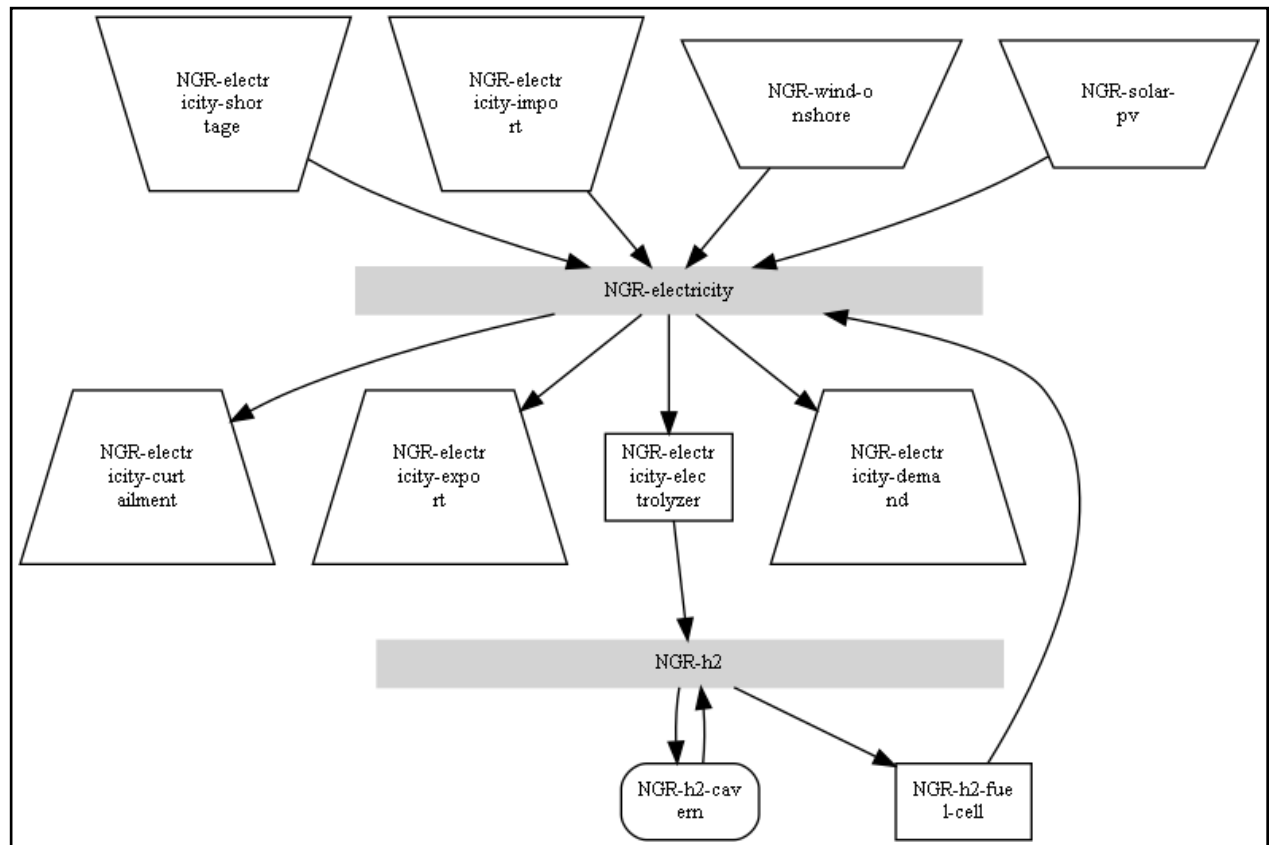 NGR-electr
icity-shor
tage
NGR-electr
icity-impo
rt
NGR-wind-o
nshore
NGR-solar-
pv
NGR-electricity
NGR-electr
icity-curt
ailment
NGR-electr
icity-expo
rt
NGR-electr
icity-elec
trolyzer
NGR-electr
icity-dema
nd
NGR-h2
NGR-h2-cav
ern
NGR-h2-fue
l-cell